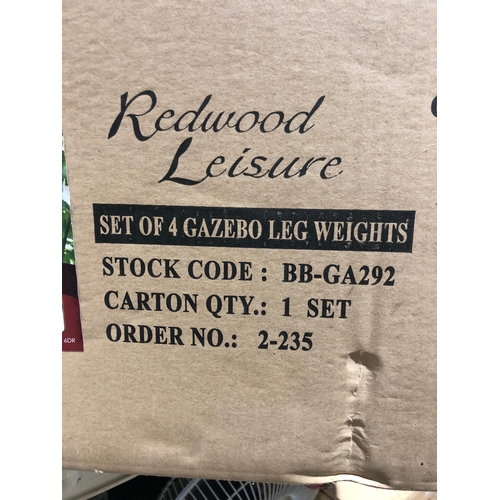 Redwood
Leisure
SET OF 4 GAZEBO LEG WEIGHTS
STOCK CODE : BB-GA292
CARTON QTY.: 1 SET
ORDER NO.: 2-235
6DR